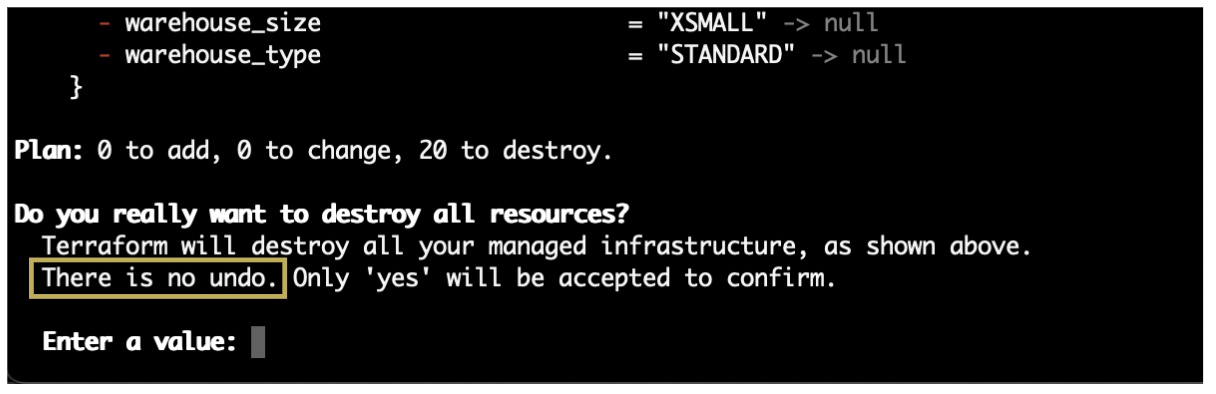 - warehouse_size = "XSMALL" -> null
- warehouse_type = "STANDARD" -> null
}
Plan: 0 to add, 0 to change, 20 to destroy.
Do you really want to destroy all resources?
Terraform will destroy all your managed infrastructure, as shown above.
There is no undo. Only 'yes' will be accepted to confirm.
Enter a value: